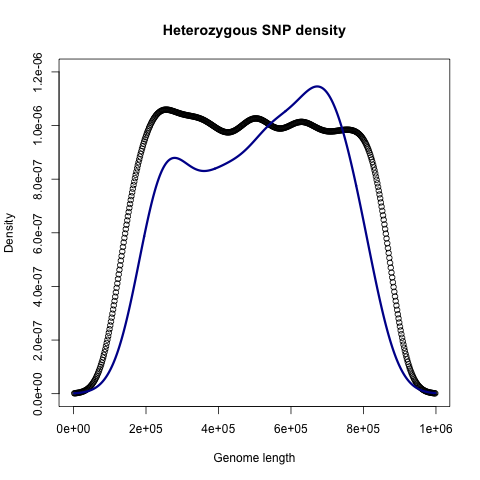 Heterozygous SNP density
Density
1.2e-06
1.0e-06
8.0e-07
6.0e-07
4.0e-07
2.0e-07
0.0e+00
0e+00 2e+05 4e+05 6e+05 8e+05 1e+06
Genome length